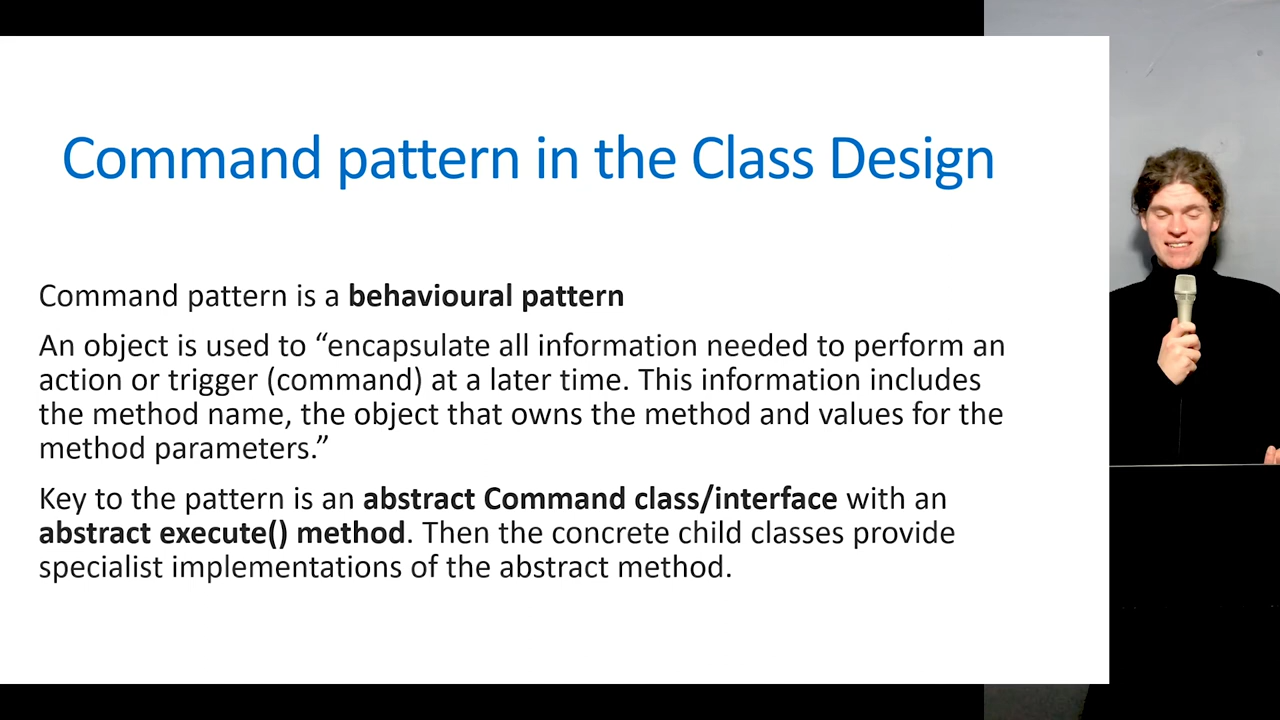 Command pattern in the Class Design
Command pattern is a behavioural pattern
An object is used to “encapsulate all information needed to perform an
action or trigger (command) at a later time. This information includes
the method name, the object that owns the method and values for the
method parameters.”
Key to the pattern is an abstract Command class/interface with an
abstract execute() method. Then the concrete child classes provide
specialist implementations of the abstract method.